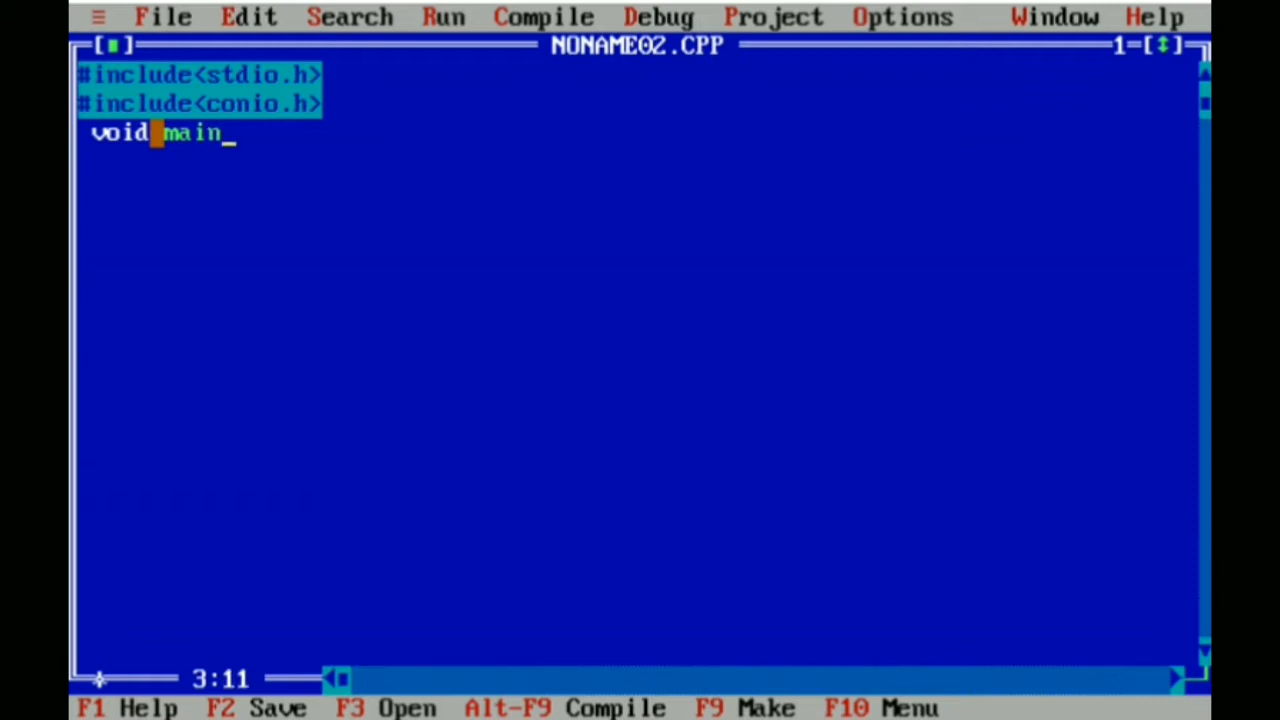 ≡ File Edit Search Run Compile Debug Project Options Window Help
[■] NONAME02.CPP 1=[↕]
#include<stdio.h>
#include<conio.h>
void main_
3:11
F1 Help F2 Save F3 Open Alt-F9 Compile F9 Make F10 Menu